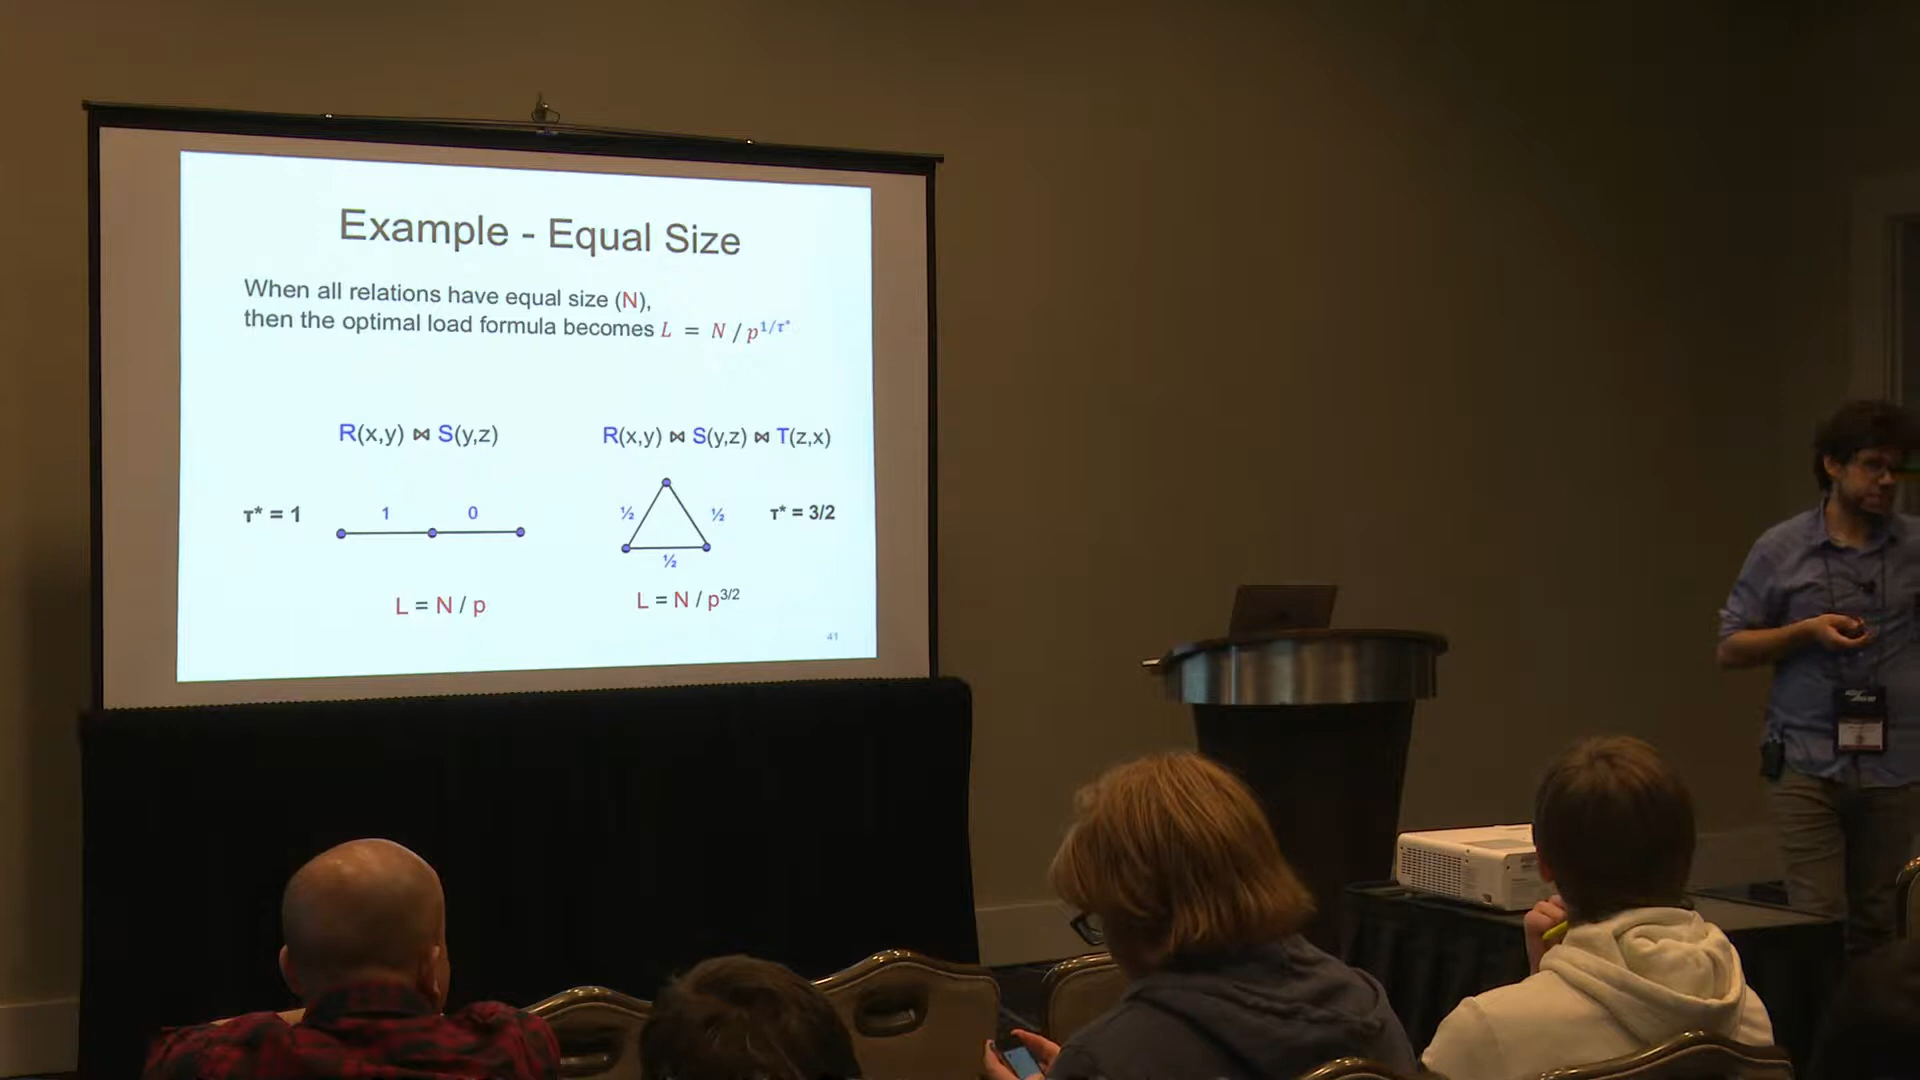 Example - Equal Size
When all relations have equal size (N),
then the optimal load formula becomes L = N / p^{1/τ*}
R(x,y) ⋈ S(y,z)
R(x,y) ⋈ S(y,z) ⋈ T(z,x)
τ* = 1
1
0
½
½
τ* = 3/2
½
L = N / p
L = N / p^{3/2}
41